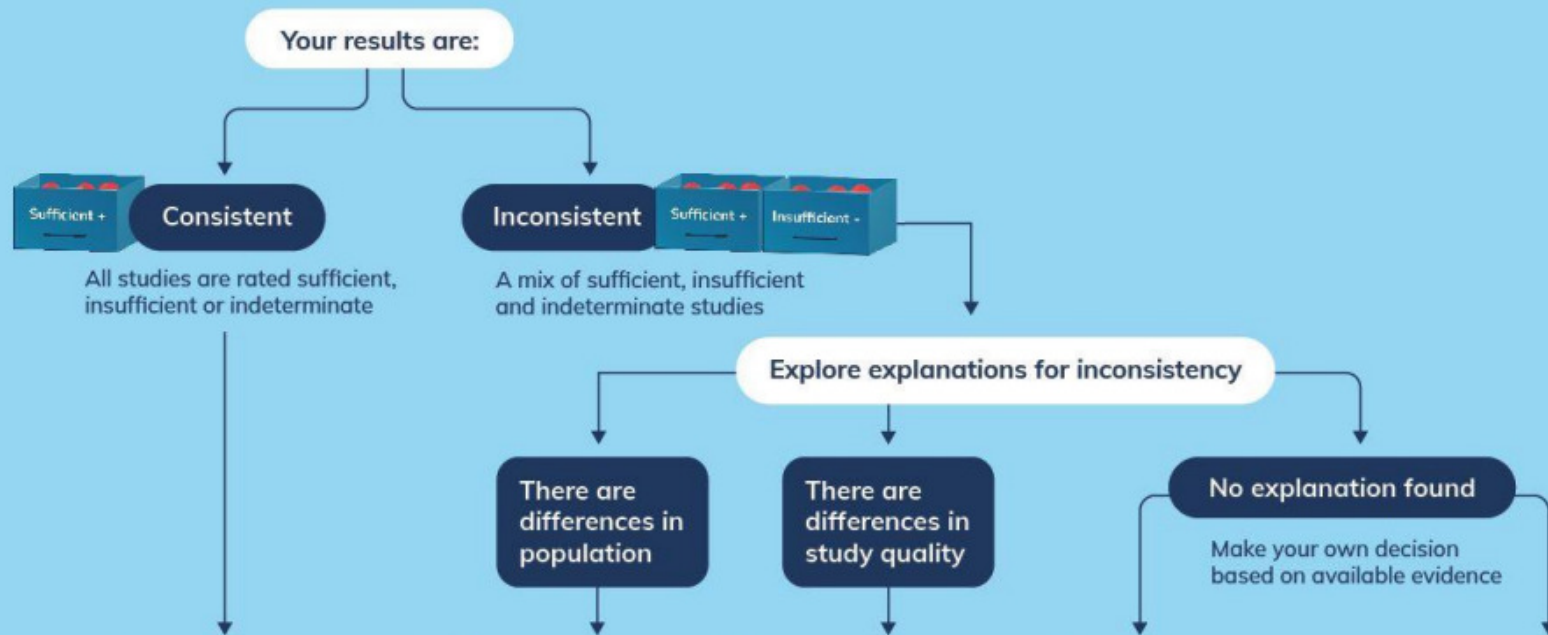 Your results are:
Sufficient +
Consistent
Inconsistent
Sufficient +
Insufficient -
All studies are rated sufficient,
insufficient or indeterminate
A mix of sufficient, insufficient
and indeterminate studies
Explore explanations for inconsistency
There are
differences in
population
There are
differences in
study quality
No explanation found
Make your own decision
based on available evidence